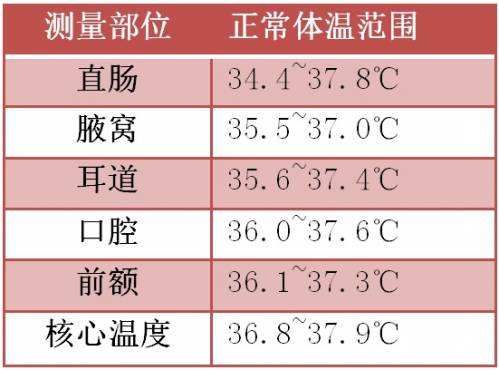 测量部位 正常体温范围
直肠 34.4~37.8℃
腋窝 35.5~37.0℃
耳道 35.6~37.4℃
口腔 36.0~37.6℃
前额 36.1~37.3℃
核心温度 36.8~37.9℃